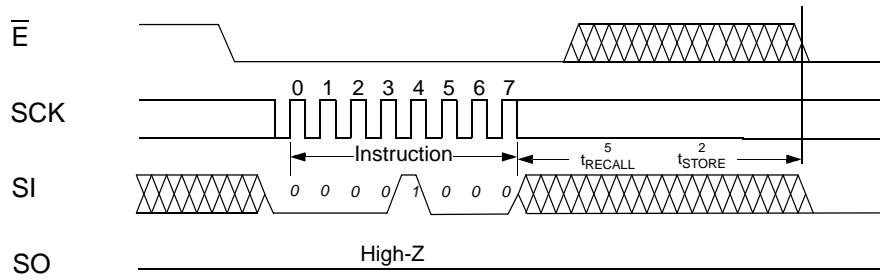 E
0 1 2 3 4 5 6 7
SCK
Instruction
5 2
tRECALL tSTORE
SI
0 0 0 0 1 0 0 0
High-Z
SO